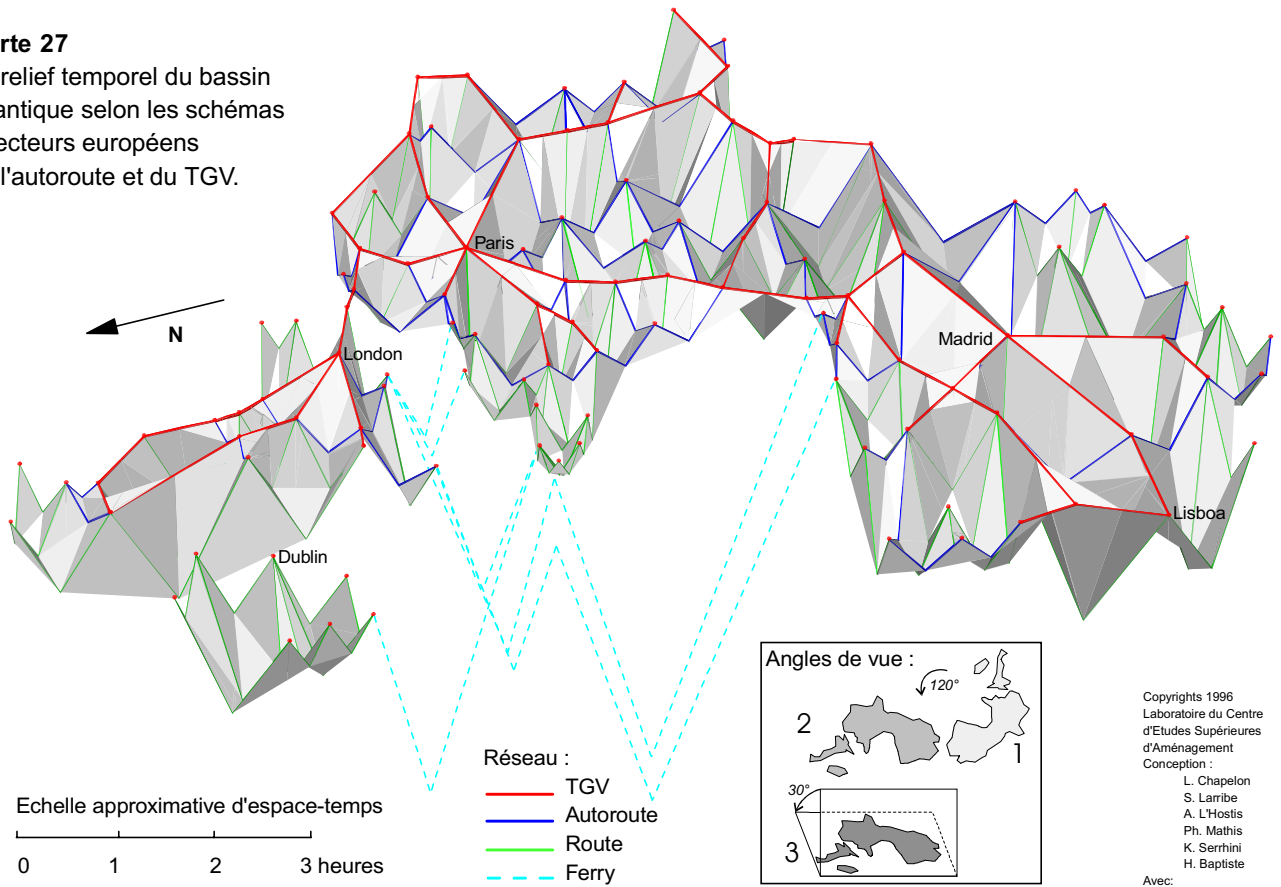 rte 27
relief temporel du bassin
antique selon les schémas
ecteurs européens
l'autoroute et du TGV.
Paris
N
London
Madrid
Lisboa
Dublin
Angles de vue :
120°
2
1
30°
3
Réseau :
TGV
Autoroute
Route
Ferry
Echelle approximative d'espace-temps
0 1 2 3 heures
Copyrights 1996
Laboratoire du Centre
d'Etudes Supérieures
d'Aménagement
Conception :
L. Chapelon
S. Larribe
A. L'Hostis
Ph. Mathis
K. Serrhini
H. Baptiste
Avec: